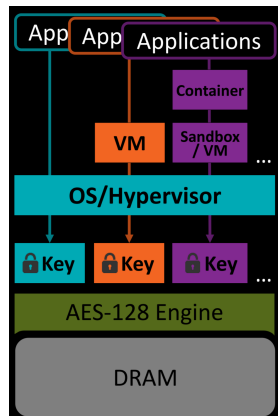 App
App
Applications
Container
VM
Sandbox
/ VM
...
OS/Hypervisor
Key
Key
Key
...
AES-128 Engine
DRAM